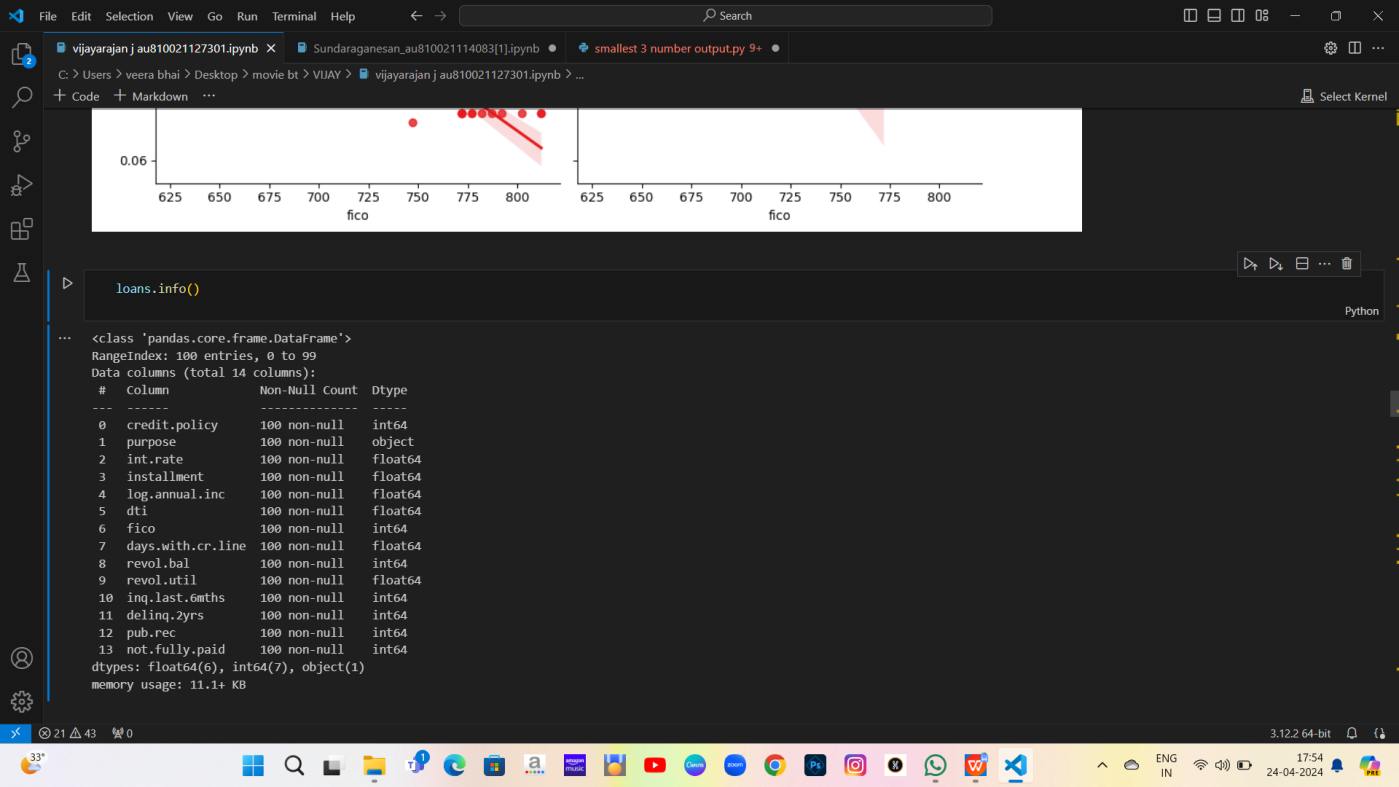 File Edit Selection View Go Run Terminal Help Search
2
vijayarajan j au810021127301.ipynb Sundaraganesan_au810021114083[1].ipynb smallest 3 number output.py 9+
C: > Users > veera bhai > Desktop > movie bt > VIJAY > vijayarajan j au810021127301.ipynb > ...
+ Code + Markdown ... Select Kernel
0.06
625 650 675 700 725 750 775 800 625 650 675 700 725 750 775 800
fico fico
loans.info()
Python
<class 'pandas.core.frame.DataFrame'>
RangeIndex: 100 entries, 0 to 99
Data columns (total 14 columns):
# Column Non-Null Count Dtype
--- ------ -------------- -----
0 credit.policy 100 non-null int64
1 purpose 100 non-null object
2 int.rate 100 non-null float64
3 installment 100 non-null float64
4 log.annual.inc 100 non-null float64
5 dti 100 non-null float64
6 fico 100 non-null int64
7 days.with.cr.line 100 non-null float64
8 revol.bal 100 non-null int64
9 revol.util 100 non-null float64
10 inq.last.6mths 100 non-null int64
11 delinq.2yrs 100 non-null int64
12 pub.rec 100 non-null int64
13 not.fully.paid 100 non-null int64
dtypes: float64(6), int64(7), object(1)
memory usage: 11.1+ KB
21 43 0 3.12.2 64-bit
33° 1 a amazon music Canva zoom Ps W ENG IN 17:54 24-04-2024 PRE